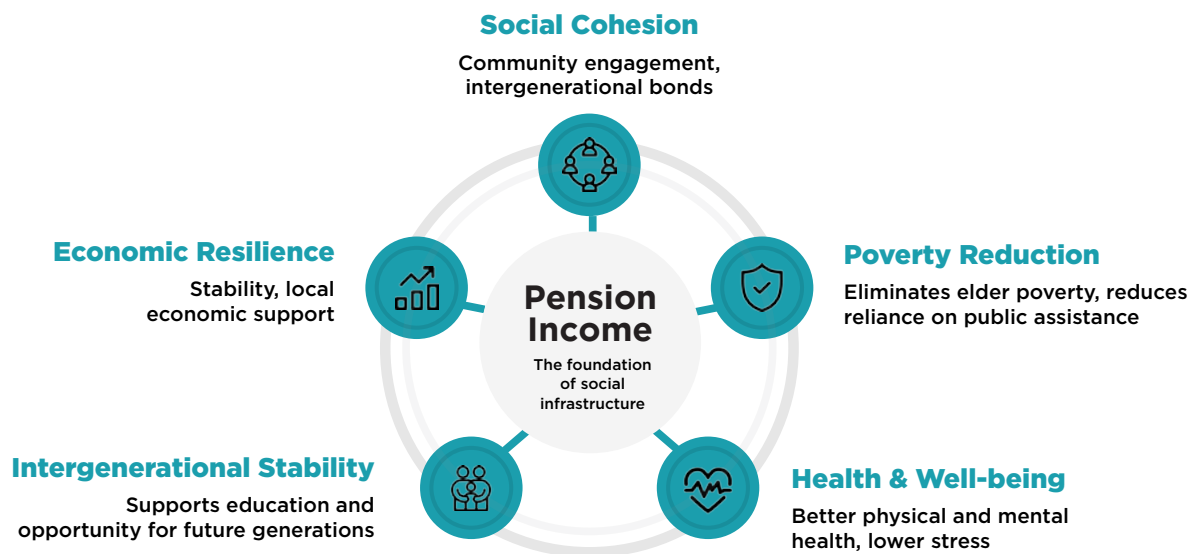 Social Cohesion
Community engagement,
intergenerational bonds
Economic Resilience
Stability, local
economic support
Poverty Reduction
Eliminates elder poverty, reduces
reliance on public assistance
Pension
Income
The foundation
of social
infrastructure
Intergenerational Stability
Supports education and
opportunity for future generations
Health & Well-being
Better physical and mental
health, lower stress